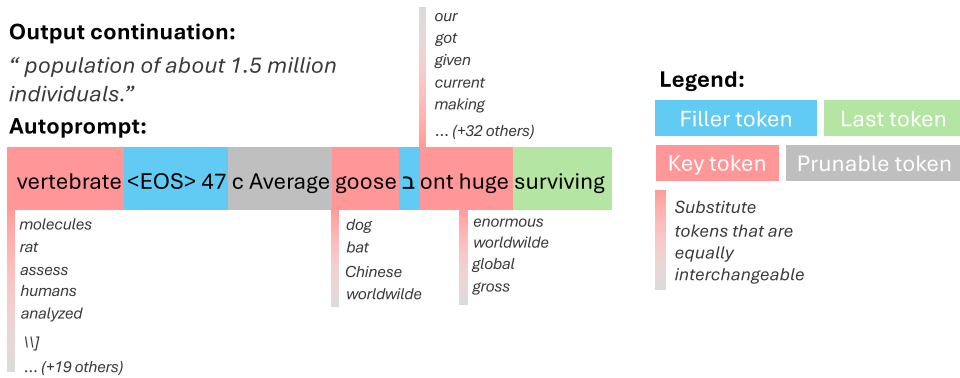 Output continuation:
“ population of about 1.5 million
individuals.”
Autoprompt:
our
got
given
current
making
... (+32 others)
vertebrate <EOS> 47 c Average goose ב ont huge surviving
molecules
rat
assess
humans
analyzed
\\]
... (+19 others)
dog
bat
Chinese
worldwilde
enormous
worldwilde
global
gross
Legend:
Filler token
Last token
Key token
Prunable token
Substitute
tokens that are
equally
interchangeable